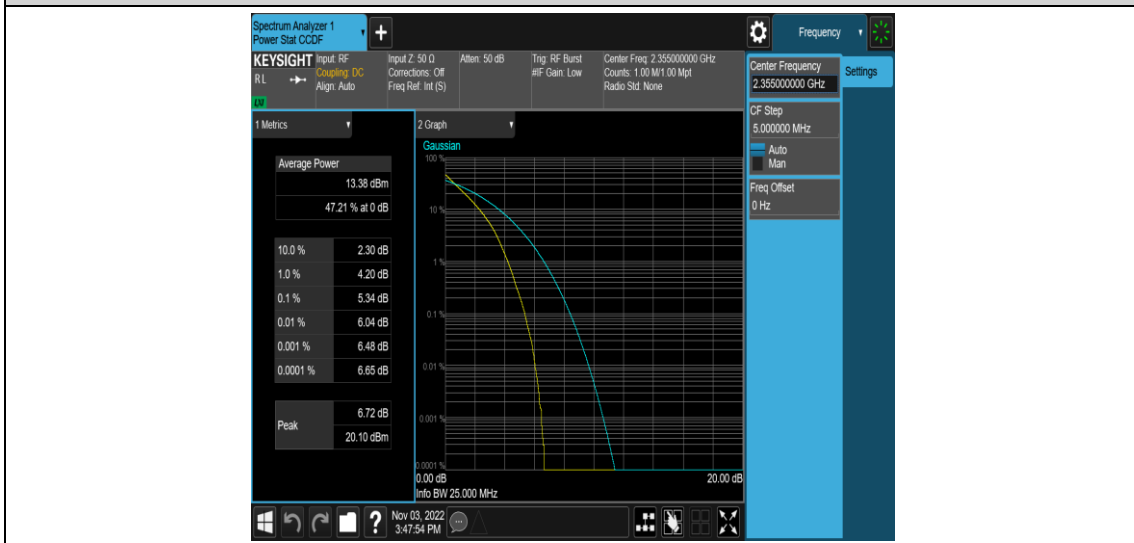 Spectrum Analyzer 1
Power Stat CCDF
+
Frequency
KEYSIGHT
RL
LXI
Input: RF
Coupling: DC
Align: Auto
Input Z: 50 Ω
Corrections: Off
Freq Ref: Int (S)
Atten: 50 dB
Trig: RF Burst
#IF Gain: Low
Center Freq: 2.355000000 GHz
Counts: 1.00 M/1.00 Mpt
Radio Std: None
Center Frequency
2.355000000 GHz
Settings
CF Step
5.000000 MHz
Auto
Man
Freq Offset
0 Hz
1 Metrics
Average Power
13.38 dBm
47.21 % at 0 dB
10.0 % 2.30 dB
1.0 % 4.20 dB
0.1 % 5.34 dB
0.01 % 6.04 dB
0.001 % 6.48 dB
0.0001 % 6.65 dB
Peak
6.72 dB
20.10 dBm
2 Graph
Gaussian
100 %
10 %
1 %
0.1 %
0.01 %
0.001 %
0.0001 %
0.00 dB 20.00 dB
Info BW 25.000 MHz
?
Nov 03, 2022
3:47:54 PM